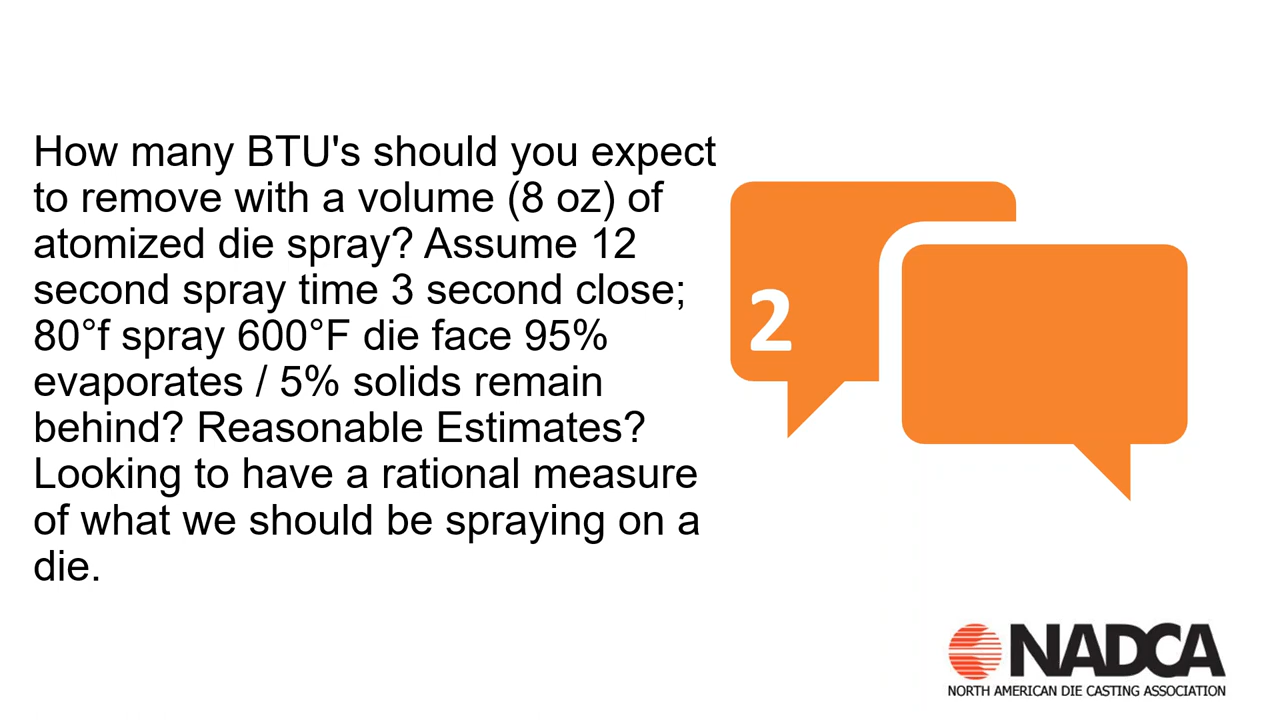 How many BTU's should you expect
to remove with a volume (8 oz) of
atomized die spray? Assume 12
second spray time 3 second close;
80°f spray 600°F die face 95%
evaporates / 5% solids remain
behind? Reasonable Estimates?
Looking to have a rational measure
of what we should be spraying on a
die.
2
NADCA
NORTH AMERICAN DIE CASTING ASSOCIATION